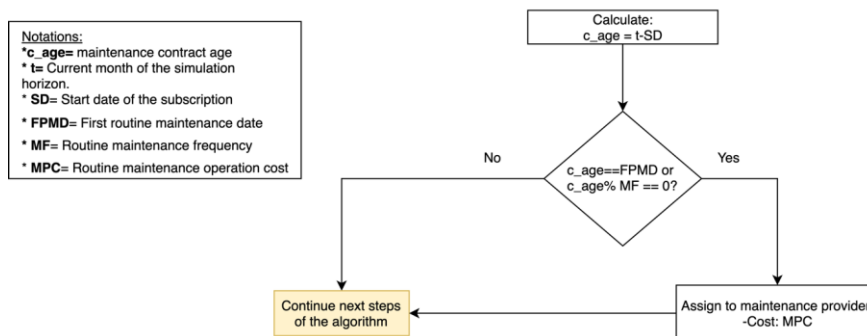 Notations:
*c_age= maintenance contract age
* t= Current month of the simulation
horizon.
* SD= Start date of the subscription
* FPMD= First routine maintenance date
* MF= Routine maintenance frequency
* MPC= Routine maintenance operation cost
Calculate:
c_age = t-SD
No
Yes
c_age==FPMD or
c_age% MF == 0?
Continue next steps
of the algorithm
Assign to maintenance provider
-Cost: MPC